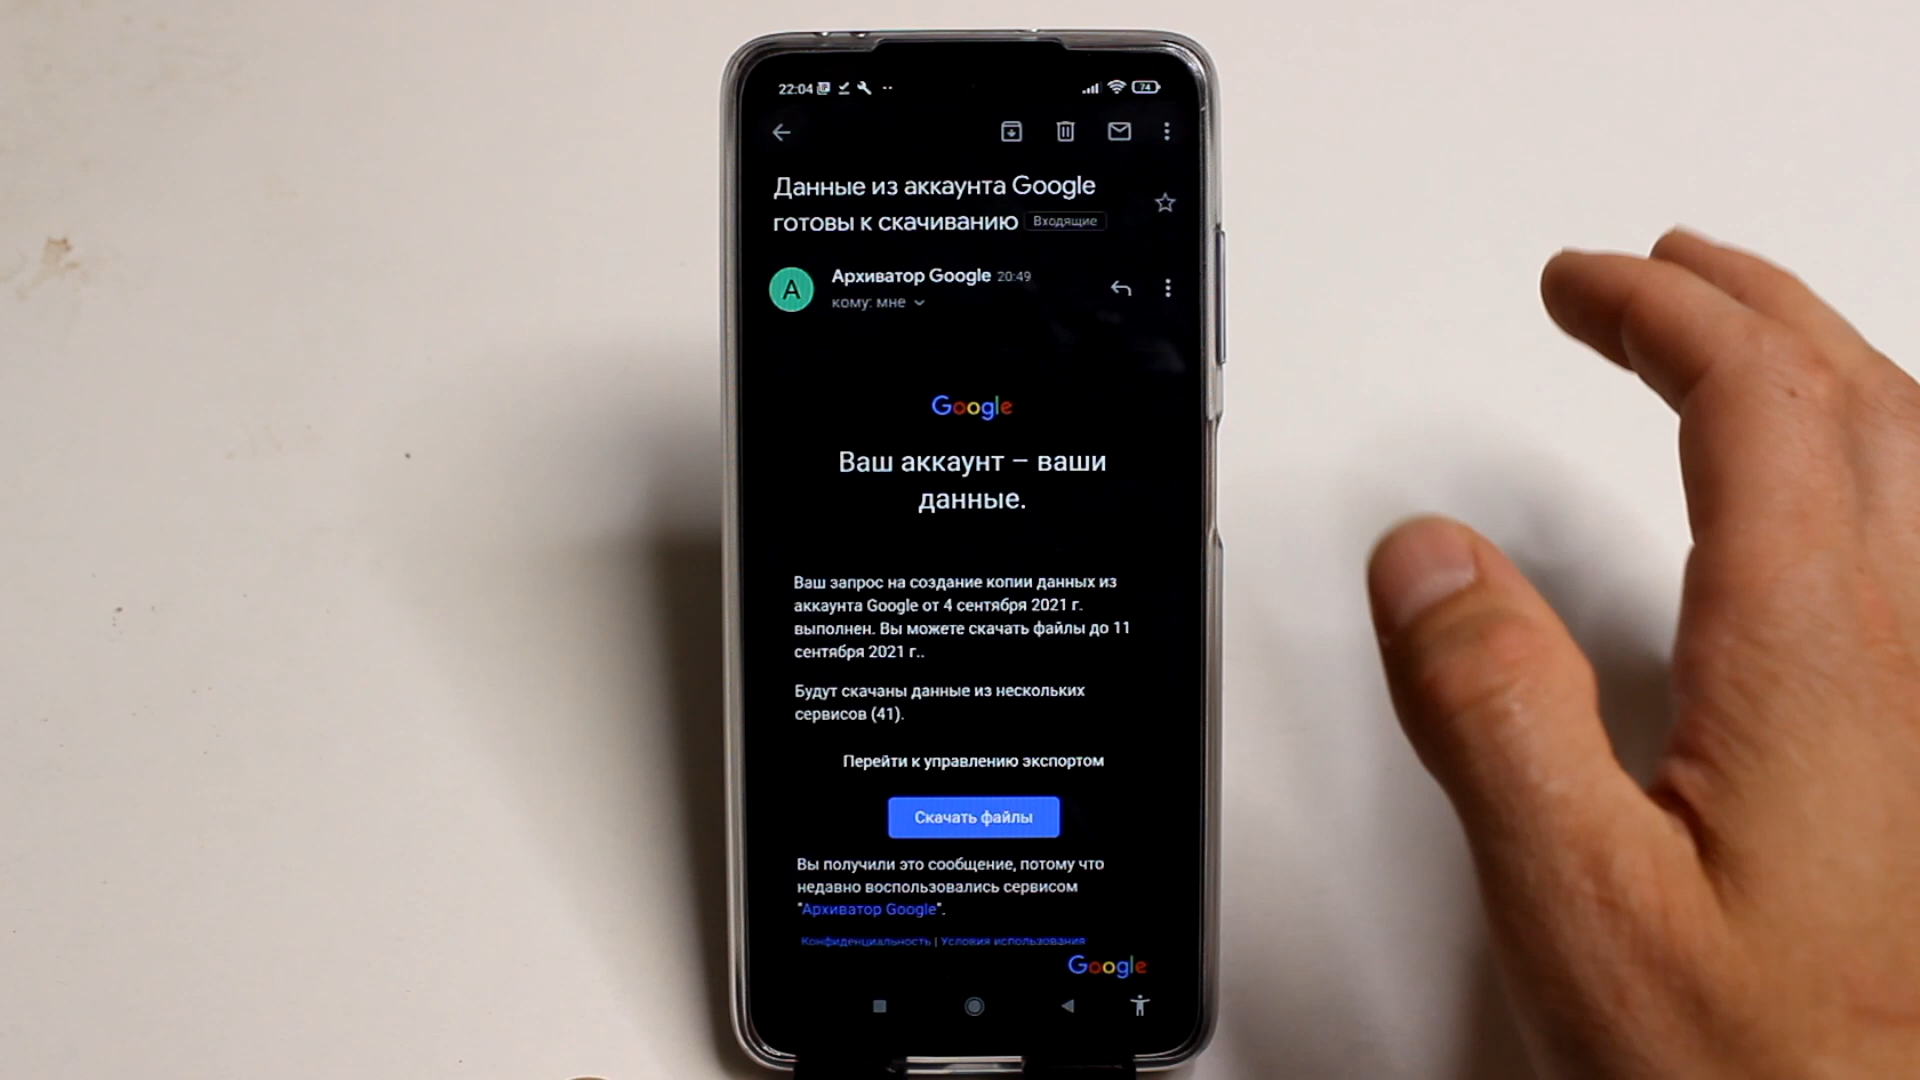 22:04
74
Данные из аккаунта Google
готовы к скачиванию Входящие
Архиватор Google 20:49
А
кому: мне
Google
Ваш аккаунт – ваши
данные.
Ваш запрос на создание копии данных из
аккаунта Google от 4 сентября 2021 г.
выполнен. Вы можете скачать файлы до 11
сентября 2021 г..
Будут скачаны данные из нескольких
сервисов (41).
Перейти к управлению экспортом
Скачать файлы
Вы получили это сообщение, потому что
недавно воспользовались сервисом
"Архиватор Google".
Конфиденциальность | Условия использования
Google